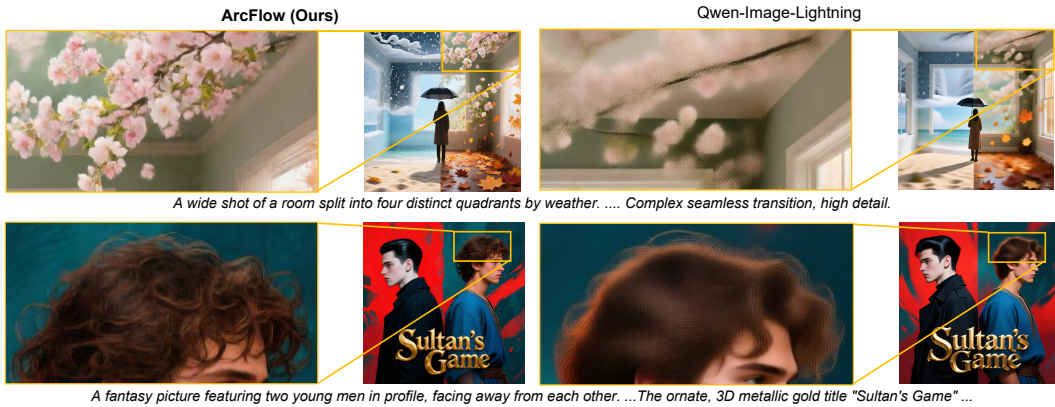 ArcFlow (Ours)
Qwen-Image-Lightning
A wide shot of a room split into four distinct quadrants by weather. .... Complex seamless transition, high detail.
Sultan's
Game
Sultan's
Game
A fantasy picture featuring two young men in profile, facing away from each other. ...The ornate, 3D metallic gold title "Sultan's Game" ...